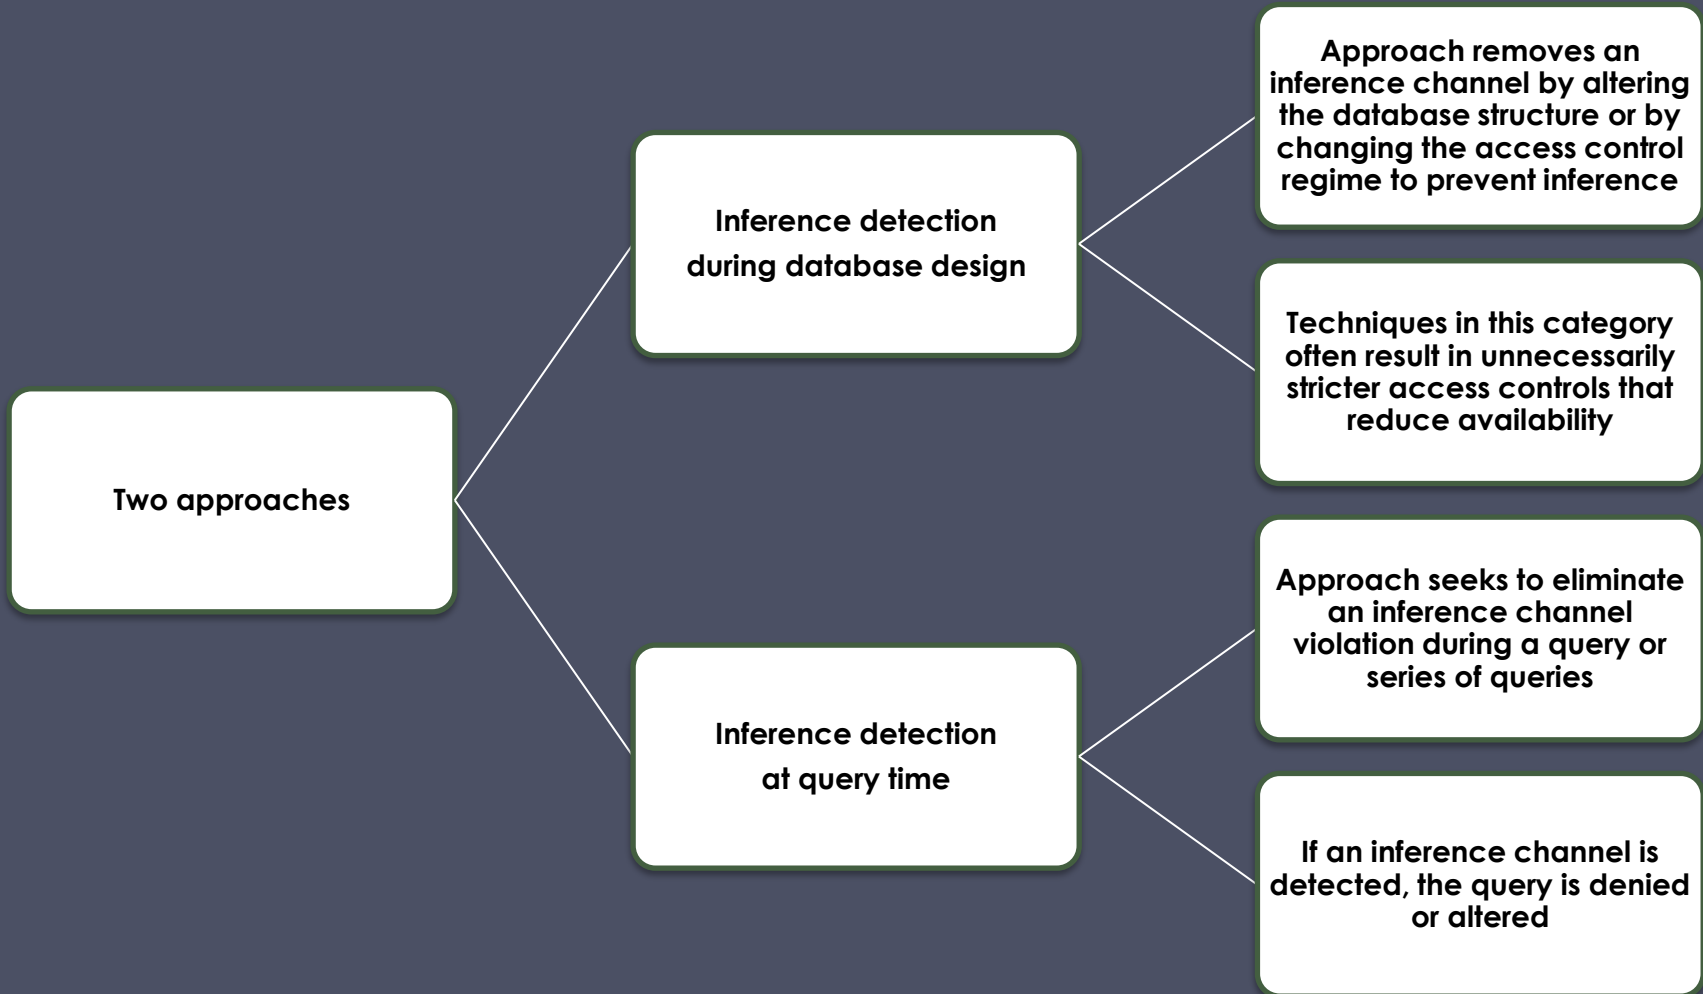 Two approaches
Inference detection
during database design
Approach removes an
inference channel by altering
the database structure or by
changing the access control
regime to prevent inference
Techniques in this category
often result in unnecessarily
stricter access controls that
reduce availability
Inference detection
at query time
Approach seeks to eliminate
an inference channel
violation during a query or
series of queries
If an inference channel is
detected, the query is denied
or altered